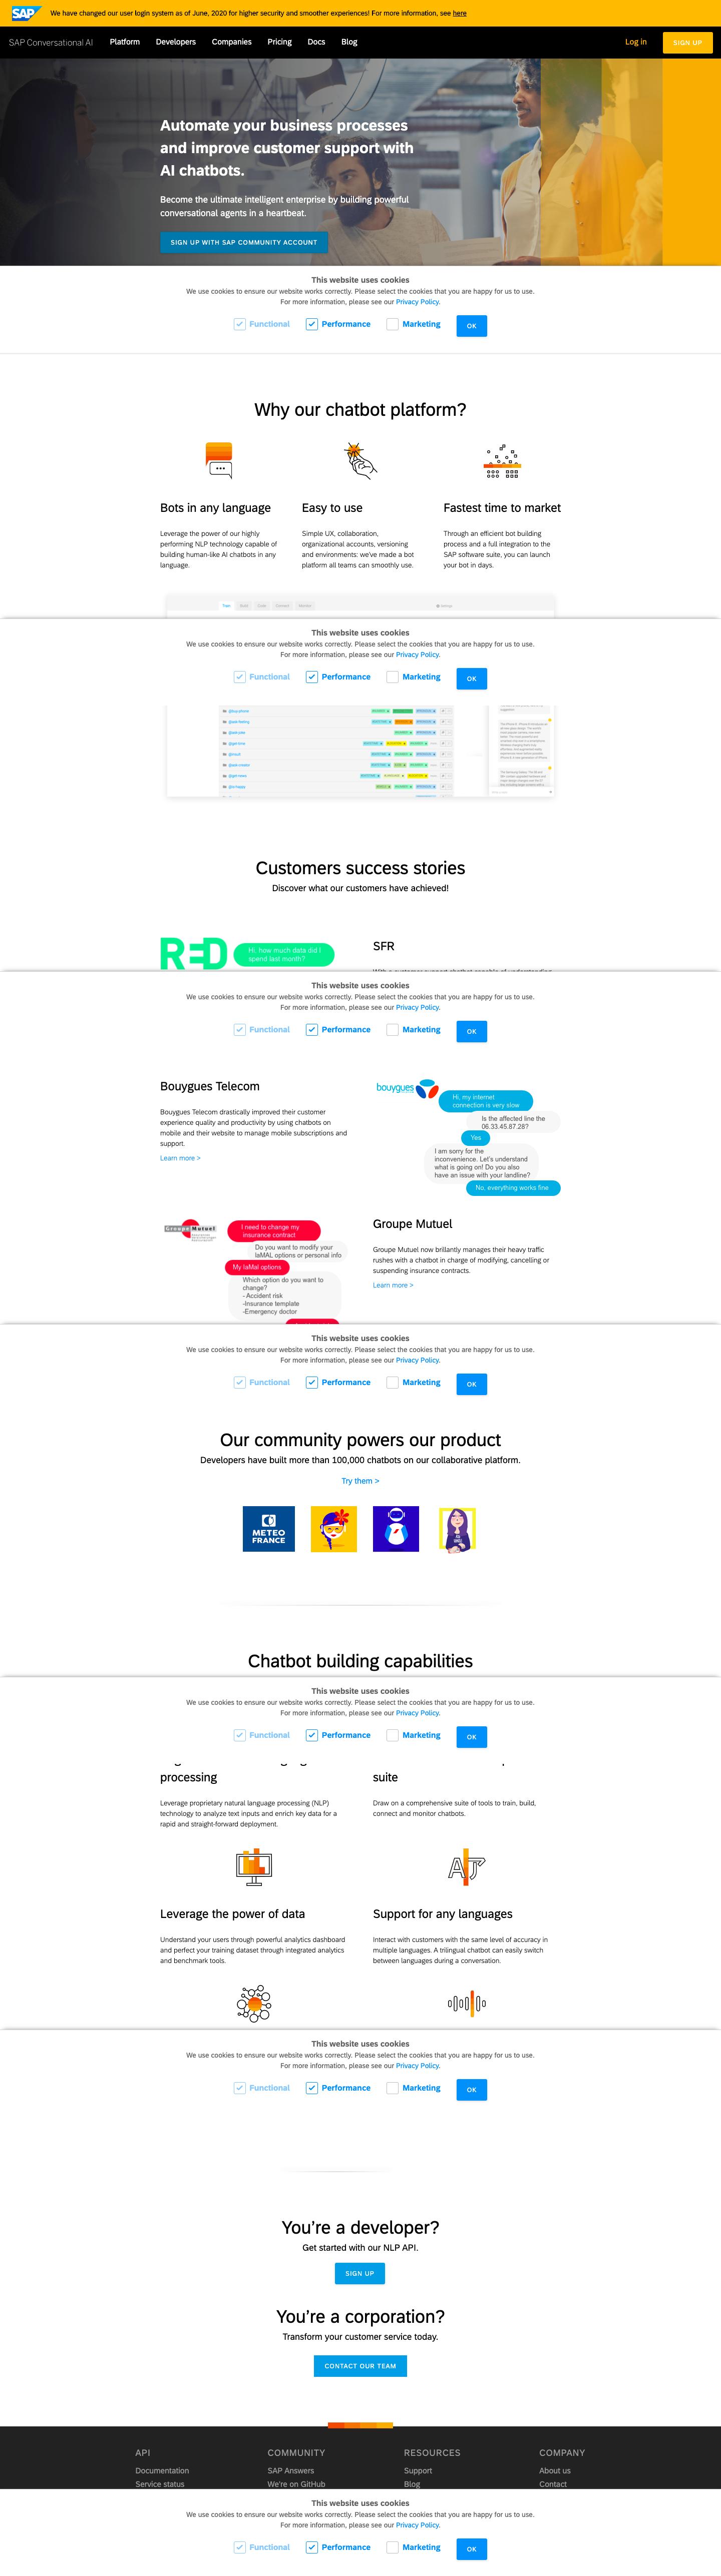 SAP We have changed our user login system as of June, 2020 for higher security and smoother experiences! For more information, see here
SAP Conversational AI Platform Developers Companies Pricing Docs Blog Log in SIGN UP
Automate your business processes
and improve customer support with
AI chatbots.
Become the ultimate intelligent enterprise by building powerful
conversational agents in a heartbeat.
SIGN UP WITH SAP COMMUNITY ACCOUNT
This website uses cookies
We use cookies to ensure our website works correctly. Please select the cookies that you are happy for us to use.
For more information, please see our Privacy Policy.
Functional Performance Marketing OK
Why our chatbot platform?
Bots in any language
Leverage the power of our highly
performing NLP technology capable of
building human-like AI chatbots in any
language.
Easy to use
Simple UX, collaboration,
organizational accounts, versioning
and environments: we've made a bot
platform all teams can smoothly use.
Fastest time to market
Through an efficient bot building
process and a full integration to the
SAP software suite, you can launch
your bot in days.
This website uses cookies
We use cookies to ensure our website works correctly. Please select the cookies that you are happy for us to use.
For more information, please see our Privacy Policy.
Functional Performance Marketing OK
Customers success stories
Discover what our customers have achieved!
RED
Hi, how much data did I
spend last month?
SFR
This website uses cookies
We use cookies to ensure our website works correctly. Please select the cookies that you are happy for us to use.
For more information, please see our Privacy Policy.
Functional Performance Marketing OK
Bouygues Telecom
Bouygues Telecom drastically improved their customer
experience quality and productivity by using chatbots on
mobile and their website to manage mobile subscriptions and
support.
Learn more >
bouygues
Hi, my internet
connection is very slow
Is the affected line the
06.33.45.87.28?
Yes
I am sorry for the
inconvenience. Let's understand
what is going on! Do you also
have an issue with your landline?
No, everything works fine
Groupe Mutuel
I need to change my
insurance contract
Do you want to modify your
laMAL options or personal info
My laMal options
Which option do you want to
change?
- Accident risk
-Insurance template
-Emergency doctor
Groupe Mutuel
Groupe Mutuel now brilliantly manages their heavy traffic
rushes with a chatbot in charge of modifying, cancelling or
suspending insurance contracts.
Learn more >
This website uses cookies
We use cookies to ensure our website works correctly. Please select the cookies that you are happy for us to use.
For more information, please see our Privacy Policy.
Functional Performance Marketing OK
Our community powers our product
Developers have built more than 100,000 chatbots on our collaborative platform.
Try them >
METEO
FRANCE
Chatbot building capabilities
This website uses cookies
We use cookies to ensure our website works correctly. Please select the cookies that you are happy for us to use.
For more information, please see our Privacy Policy.
Functional Performance Marketing OK
processing
Leverage proprietary natural language processing (NLP)
technology to analyze text inputs and enrich key data for a
rapid and straight-forward deployment.
suite
Draw on a comprehensive suite of tools to train, build,
connect and monitor chatbots.
Leverage the power of data
Understand your users through powerful analytics dashboard
and perfect your training dataset through integrated analytics
and benchmark tools.
Support for any languages
Interact with customers with the same level of accuracy in
multiple languages. A trilingual chatbot can easily switch
between languages during a conversation.
This website uses cookies
We use cookies to ensure our website works correctly. Please select the cookies that you are happy for us to use.
For more information, please see our Privacy Policy.
Functional Performance Marketing OK
You're a developer?
Get started with our NLP API.
SIGN UP
You're a corporation?
Transform your customer service today.
CONTACT OUR TEAM
API COMMUNITY RESOURCES COMPANY
Documentation SAP Answers Support About us
Service status We're on GitHub Blog Contact
This website uses cookies
We use cookies to ensure our website works correctly. Please select the cookies that you are happy for us to use.
For more information, please see our Privacy Policy.
Functional Performance Marketing OK